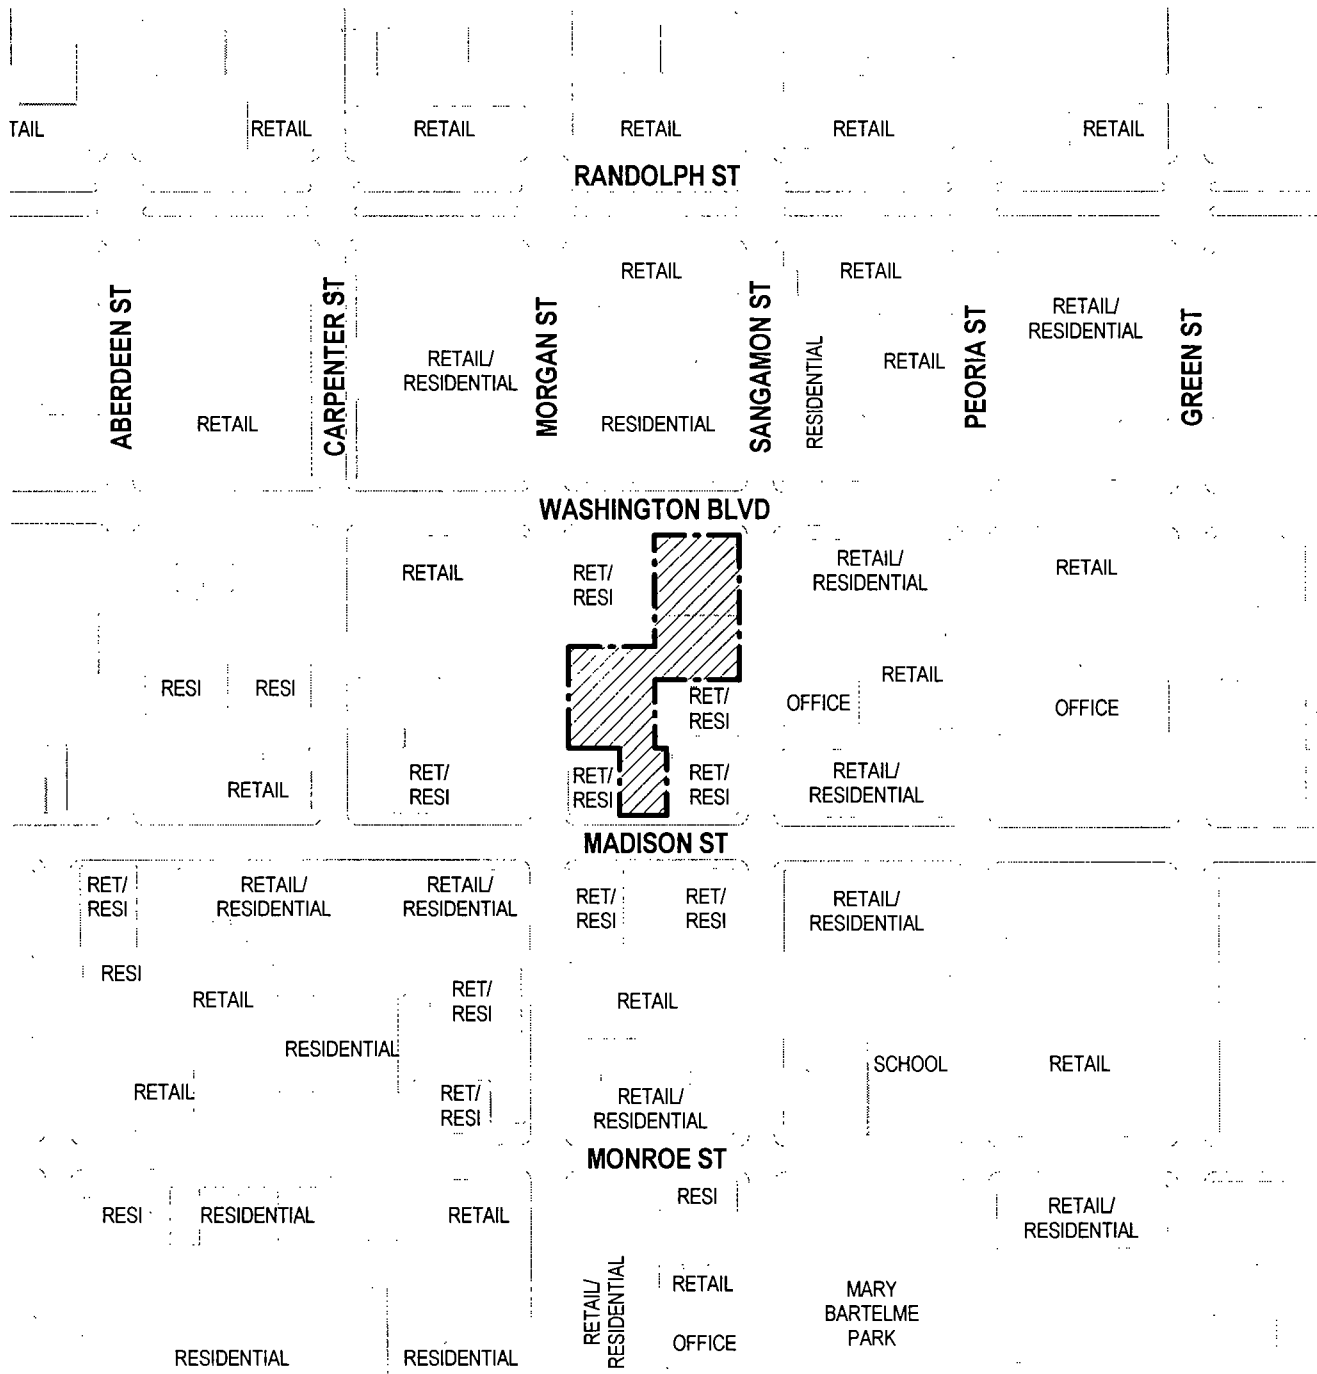 TAIL
RETAIL
RETAIL
RETAIL
RETAIL
RETAIL
RANDOLPH ST
RETAIL
RETAIL
ABERDEEN ST
CARPENTER ST
MORGAN ST
SANGAMON ST
PEORIA ST
GREEN ST
RETAIL/
RESIDENTIAL
RETAIL/
RESIDENTIAL
RESIDENTIAL
RETAIL
RETAIL
RESIDENTIAL
WASHINGTON BLVD
RETAIL
RET/
RESI
RETAIL/
RESIDENTIAL
RETAIL
RESI
RESI
RET/
RESI
OFFICE
RETAIL
OFFICE
RETAIL
RET/
RESI
RET/
RESI
RET/
RESI
RETAIL/
RESIDENTIAL
MADISON ST
RET/
RESI
RETAIL/
RESIDENTIAL
RETAIL/
RESIDENTIAL
RET/
RESI
RET/
RESI
RETAIL/
RESIDENTIAL
RESI
RETAIL
RET/
RESI
RETAIL
RESIDENTIAL
SCHOOL
RETAIL
RETAIL
RET/
RESI
RETAIL/
RESIDENTIAL
MONROE ST
RESI
RESI
RESIDENTIAL
RETAIL
RETAIL/
RESIDENTIAL
RETAIL/
RESIDENTIAL
RETAIL
OFFICE
MARY
BARTELME
PARK
RESIDENTIAL
RESIDENTIAL